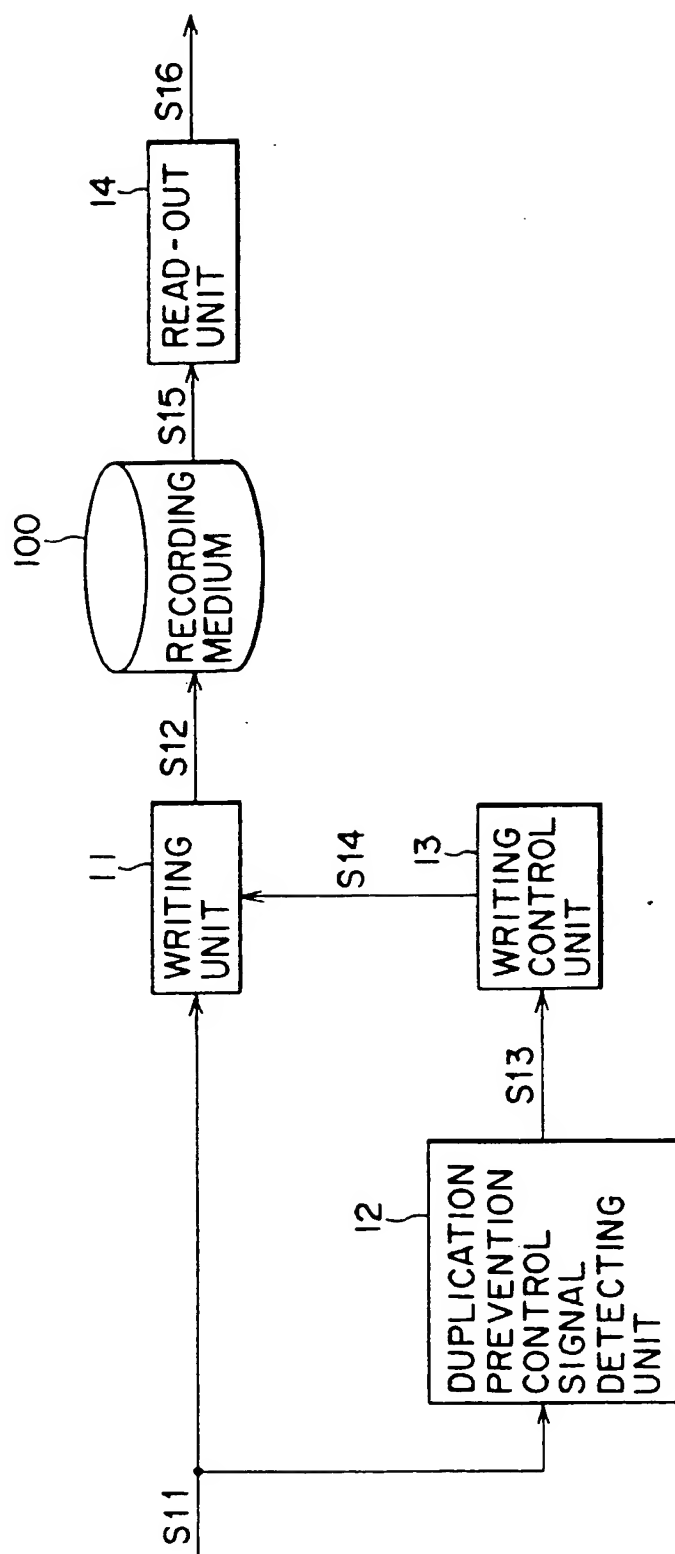 S11
12
DUPLICATION
PREVENTION
CONTROL
SIGNAL
DETECTING
UNIT
S13
11
WRITING
UNIT
S14
13
WRITING
CONTROL
UNIT
S12
100
RECORDING
MEDIUM
S15
14
READ-OUT
UNIT
S16